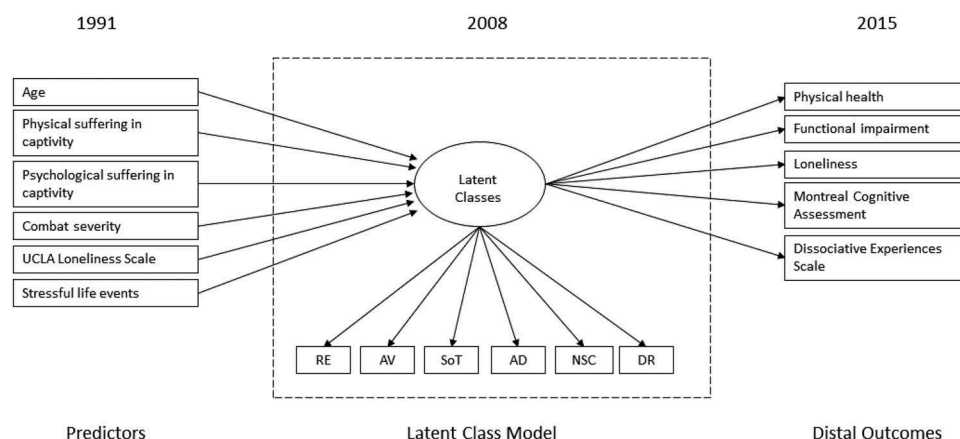 1991
2008
2015
Age
Physical suffering in
captivity
Psychological suffering in
captivity
Combat severity
UCLA Loneliness Scale
Stressful life events
Latent
Classes
RE
AV
SoT
AD
NSC
DR
Physical health
Functional impairment
Loneliness
Montreal Cognitive
Assessment
Dissociative Experiences
Scale
Predictors
Latent Class Model
Distal Outcomes